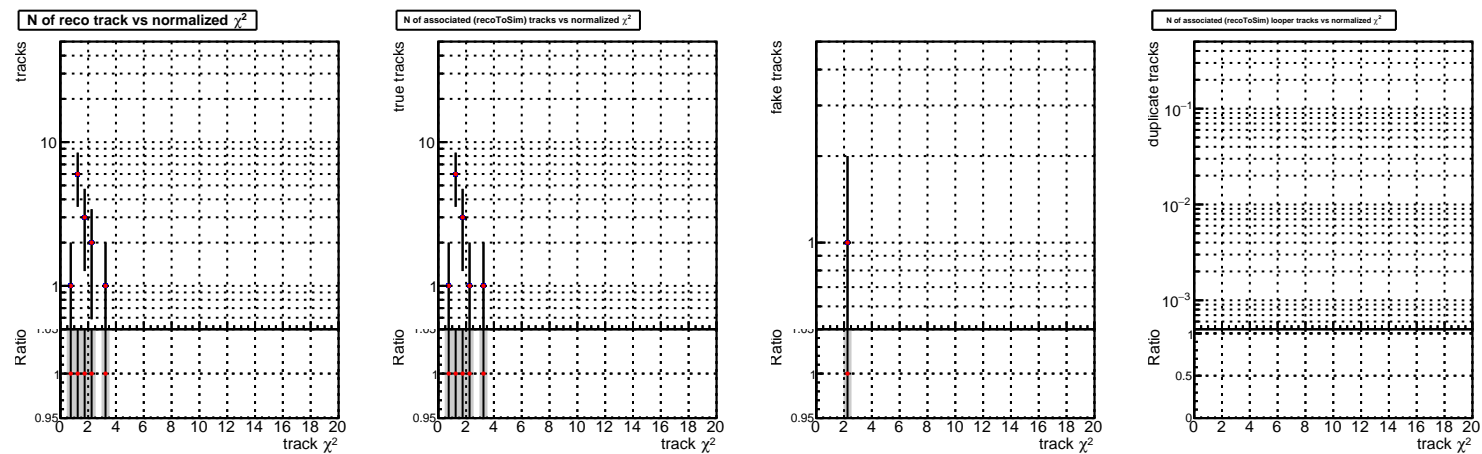 N of reco track vs normalized χ²
tracks
10
1
Ratio
1.05
1
0.95
0 2 4 6 8 10 12 14 16 18 20
track χ²
N of associated (recoToSim) tracks vs normalized χ²
true tracks
10
1
Ratio
1.05
1
0.95
0 2 4 6 8 10 12 14 16 18 20
track χ²
fake tracks
1
Ratio
1.05
1
0.95
0 2 4 6 8 10 12 14 16 18 20
track χ²
N of associated (recoToSim) looper tracks vs normalized χ²
duplicate tracks
10⁻¹
10⁻²
10⁻³
Ratio
1
0.5
0
0 2 4 6 8 10 12 14 16 18 20
track χ²